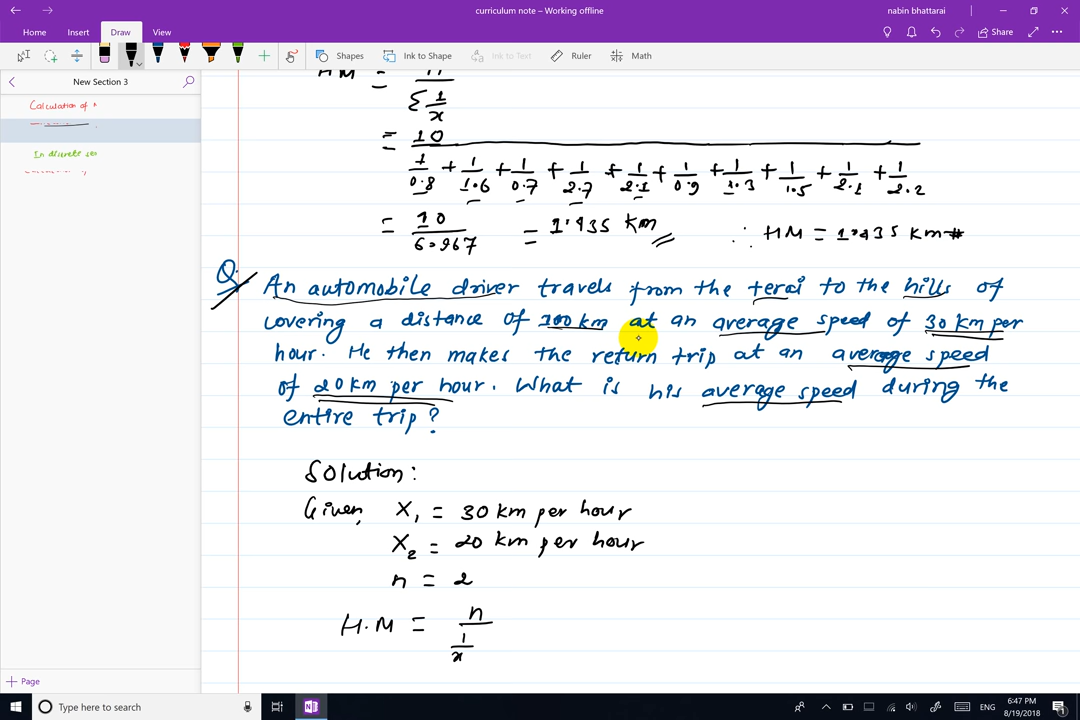 curriculum note – Working offline
nabin bhattarai
Home Insert Draw View
Share
Shapes Ink to Shape Ink to Text Ruler Math
New Section 3
Calculation of
In discrete se
HM = n
Σ 1/x
= 10
1/0.8 + 1/1.6 + 1/0.7 + 1/2.7 + 1/2.1 + 1/0.9 + 1/1.3 + 1/1.5 + 1/2.1 + 1/2.2
= 10/6.967 = 1.435 km ∴ HM = 1.435 km #
Q. An automobile driver travels from the terai to the hills of
covering a distance of 100 km at an average speed of 30 km per
hour. He then makes the return trip at an average speed
of 20 km per hour. What is his average speed during the
entire trip?
Solution:
Given, X₁ = 30 km per hour
X₂ = 20 km per hour
n = 2
H.M = n
1/x
+ Page
Type here to search
ENG
6:47 PM
8/19/2018